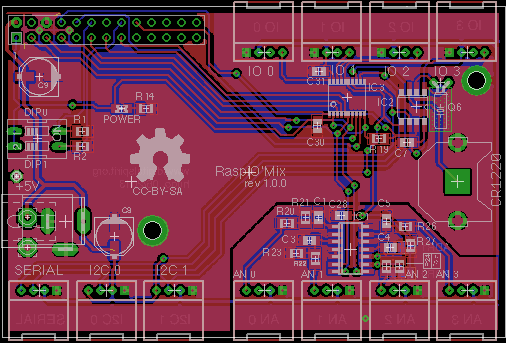 IO 0
IO 1
IO 2
IO 3
IO 0
IO 2
IO 3
C9
C31
IC3
R14
POWER
IC2
Q6
DIP0
ON
R1
R2
DIP1
C30
R19
C7
+5V
CC-BY-SA
RaspiO'Mix
rev 1.0.0
CR1220
C8
R20
R21
C1
C28
C5
R26
C3
C4
R27
R23
R22
SERIAL
I2C 0
I2C 1
AN 0
AN 1
AN 2
AN 3
SERIAL
I2C 0
I2C 1
AN 0
AN 1
AN 2
AN 3